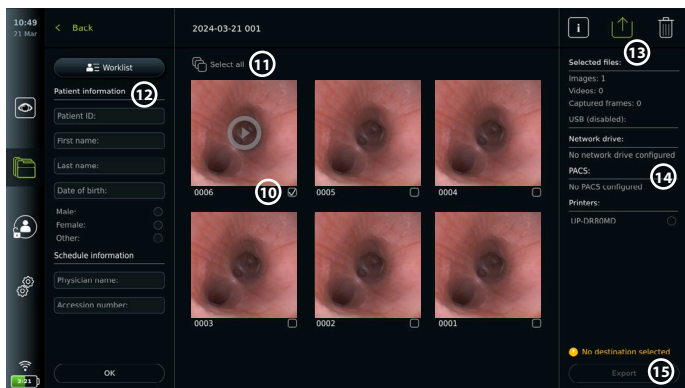 10:49
21 Mar
< Back
2024-03-21 001
i
13
Worklist
Select all
11
Selected files:
Patient information
12
Images: 1
Videos: 0
Captured frames: 0
Patient ID:
USB (disabled):
First name:
Network drive:
No network drive configured
Last name:
PACS:
14
Date of birth:
No PACS configured
0006
10
0005
0004
Printers:
Male:
Female:
Other:
UP-DR80MD
Schedule information
Physician name:
Accession number:
0003
0002
0001
No destination selected
OK
Export
15
3:21